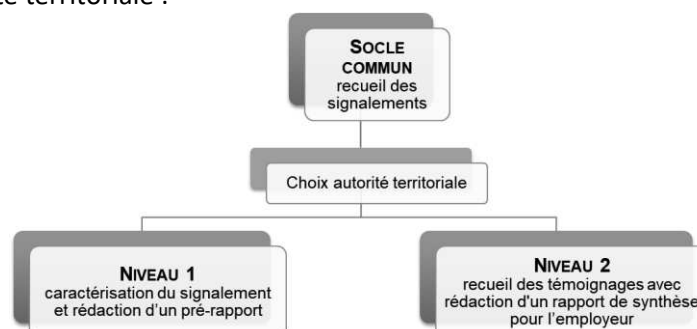 territoriale :
SOCLE
COMMUN
recueil des
signalements
Choix autorité territoriale
NIVEAU 1
caractérisation du signalement
et rédaction d'un pré-rapport
NIVEAU 2
recueil des témoignages avec
rédaction d'un rapport de synthèse
pour l'employeur